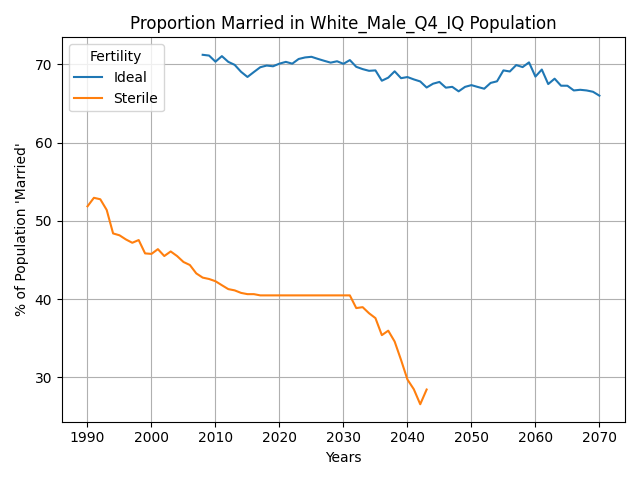 Proportion Married in White_Male_Q4_IQ Population
Fertility
Ideal
Sterile
% of Population 'Married'
70
60
50
40
30
1990 2000 2010 2020 2030 2040 2050 2060 2070
Years